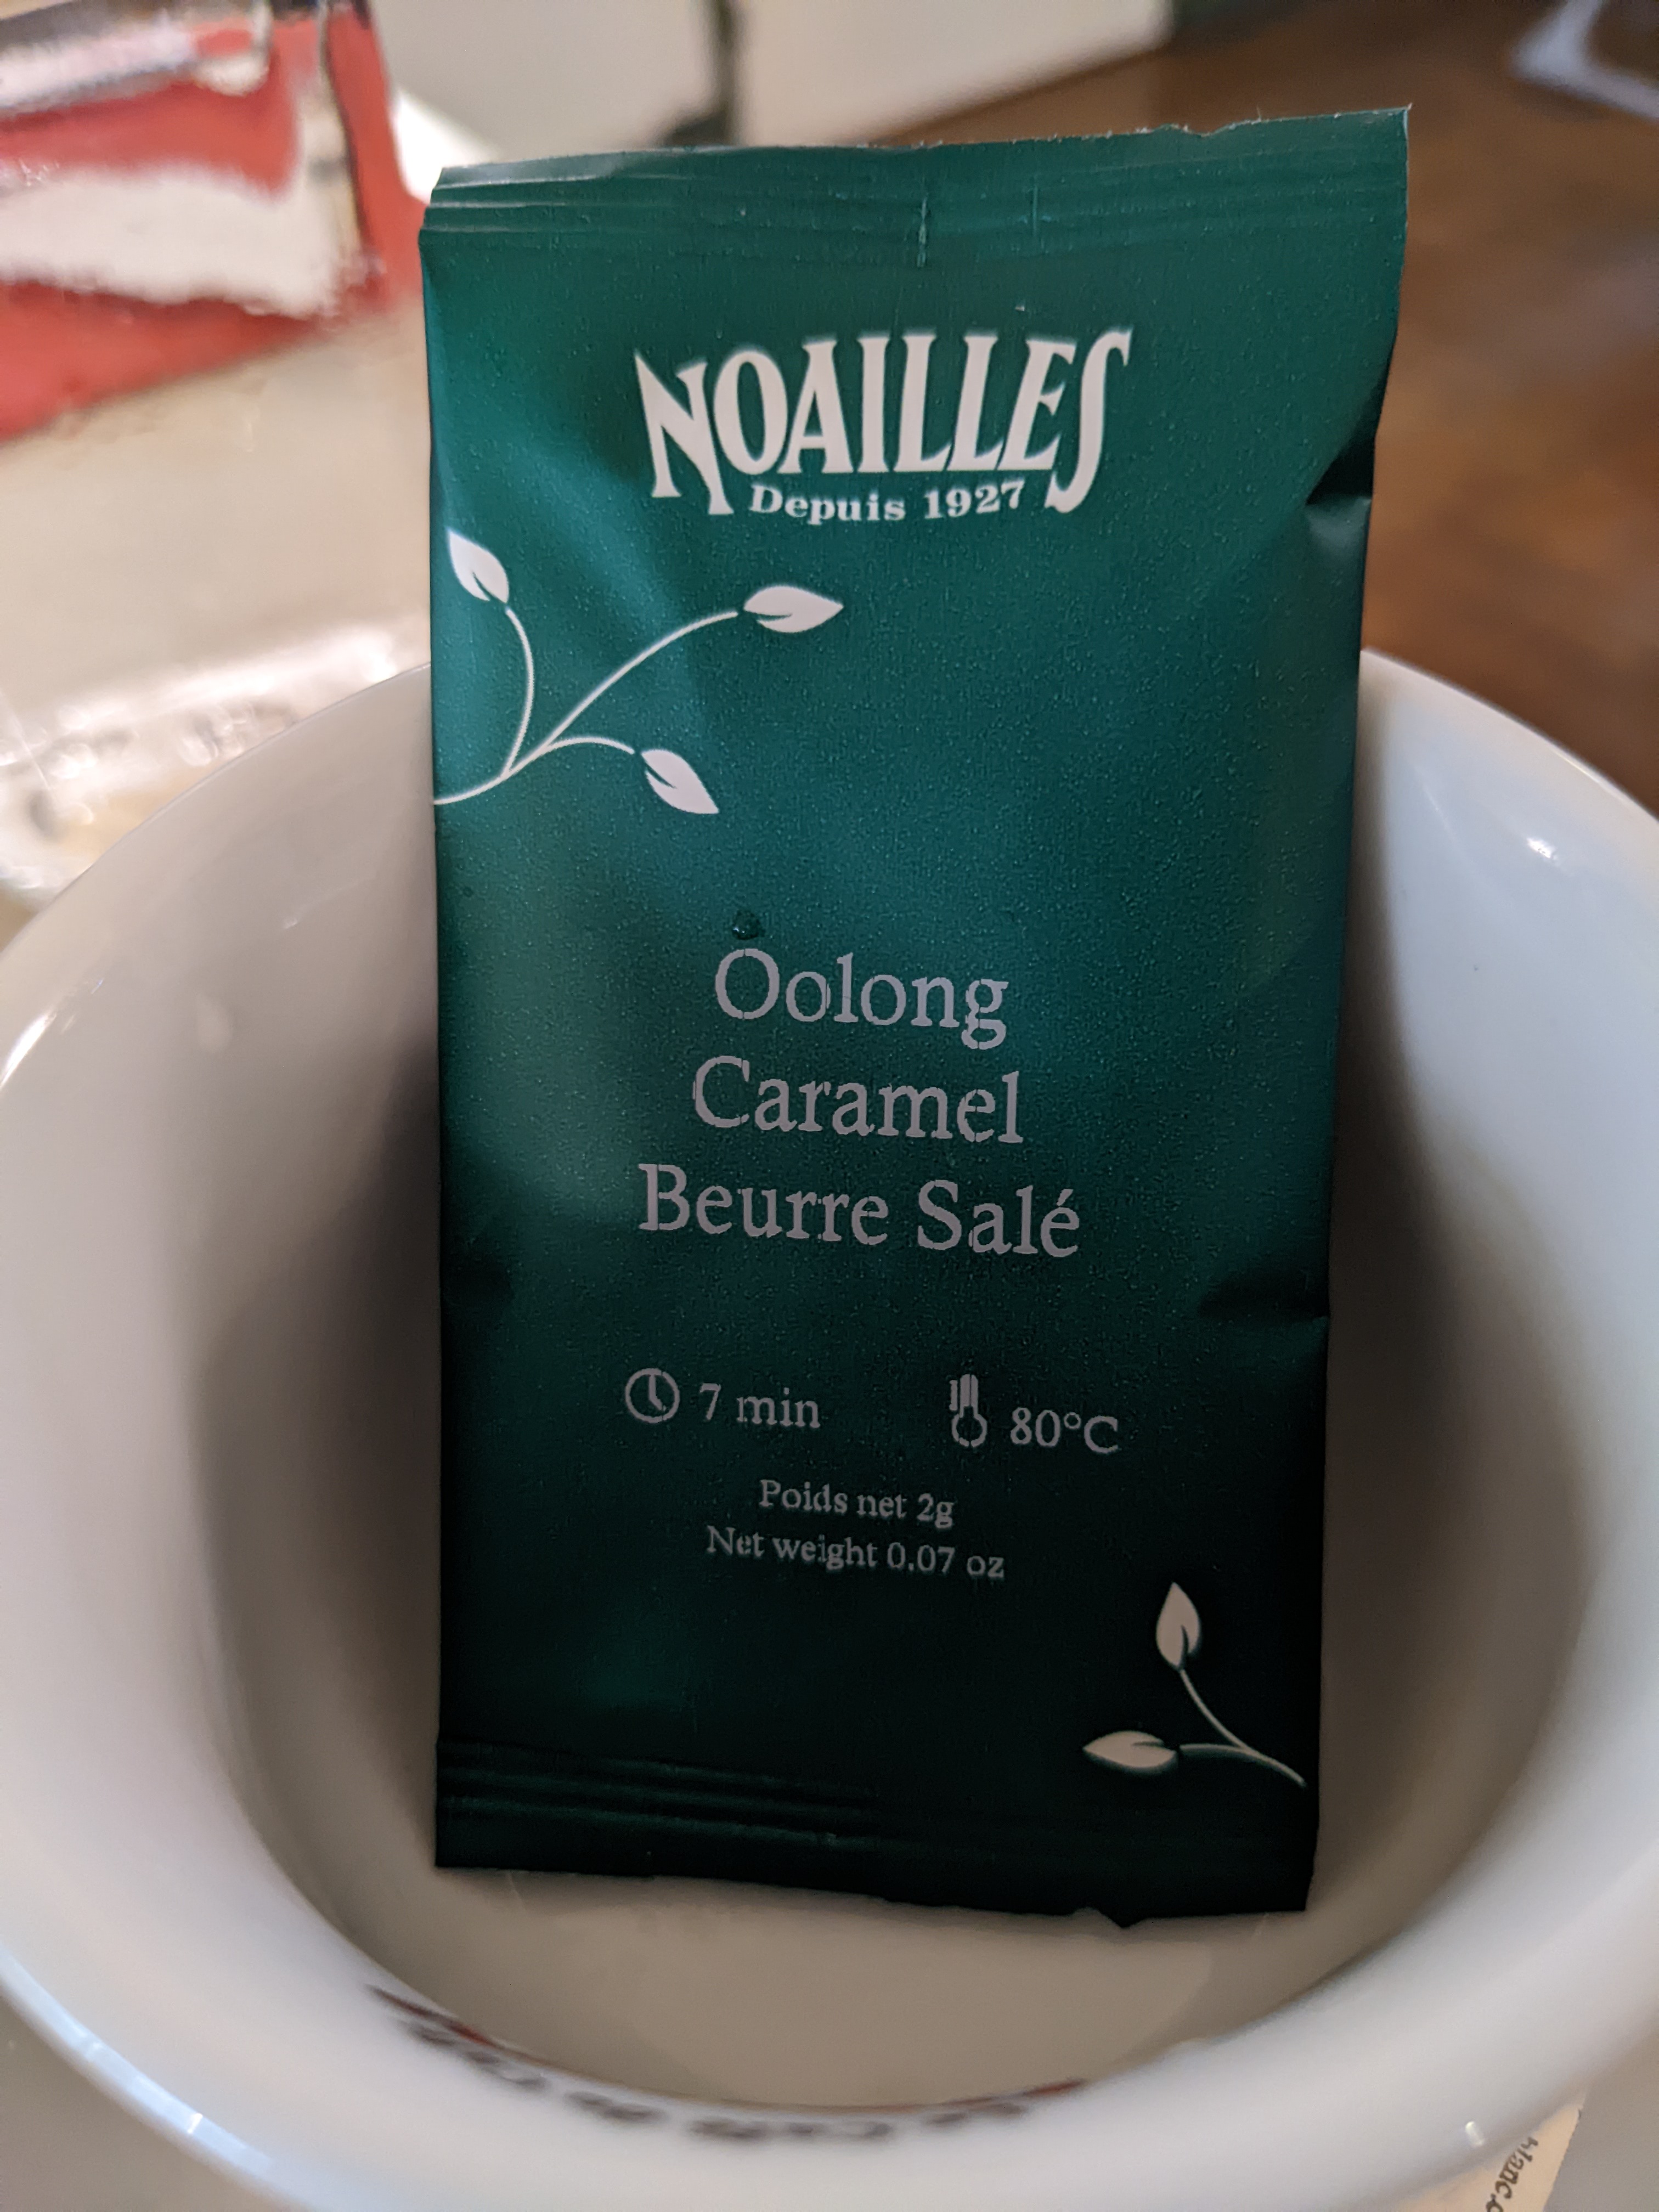 NOAILLES
Depuis 1927
Oolong
Caramel
Beurre Salé
7 min
80°C
Poids net 2g
Net weight 0.07 oz